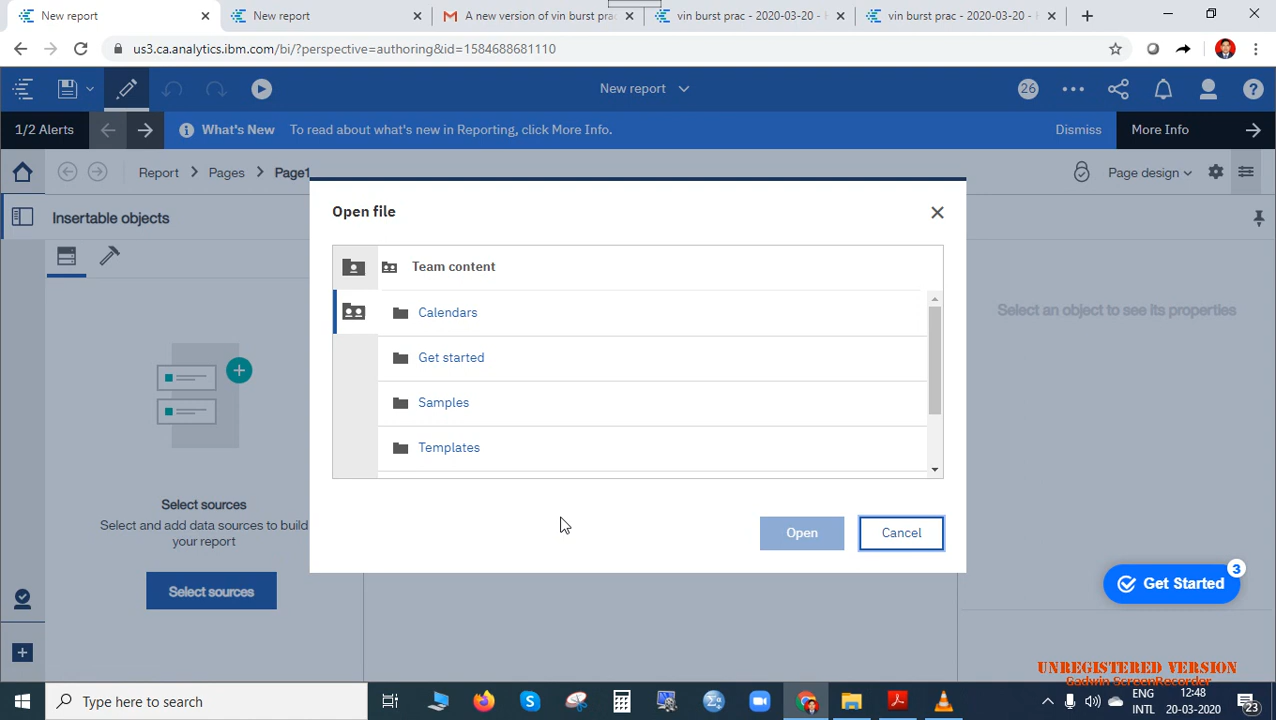 New report
New report
A new version of vin burst pra
vin burst prac - 2020-03-20 -
vin burst prac - 2020-03-20 -
us3.ca.analytics.ibm.com/bi/?perspective=authoring&id=1584688681110
New report
26
1/2 Alerts
What's New
To read about what's new in Reporting, click More Info.
Dismiss
More Info
Report
Pages
Page1
Page design
Insertable objects
Open file
Team content
Calendars
Get started
Samples
Templates
Open
Cancel
Select sources
Select and add data sources to build
your report
Select sources
Select an object to see its properties
3
Get Started
UNREGISTERED VERSION
Gadwin ScreenRecorder
Type here to search
ENG
INTL
12:48
20-03-2020
23